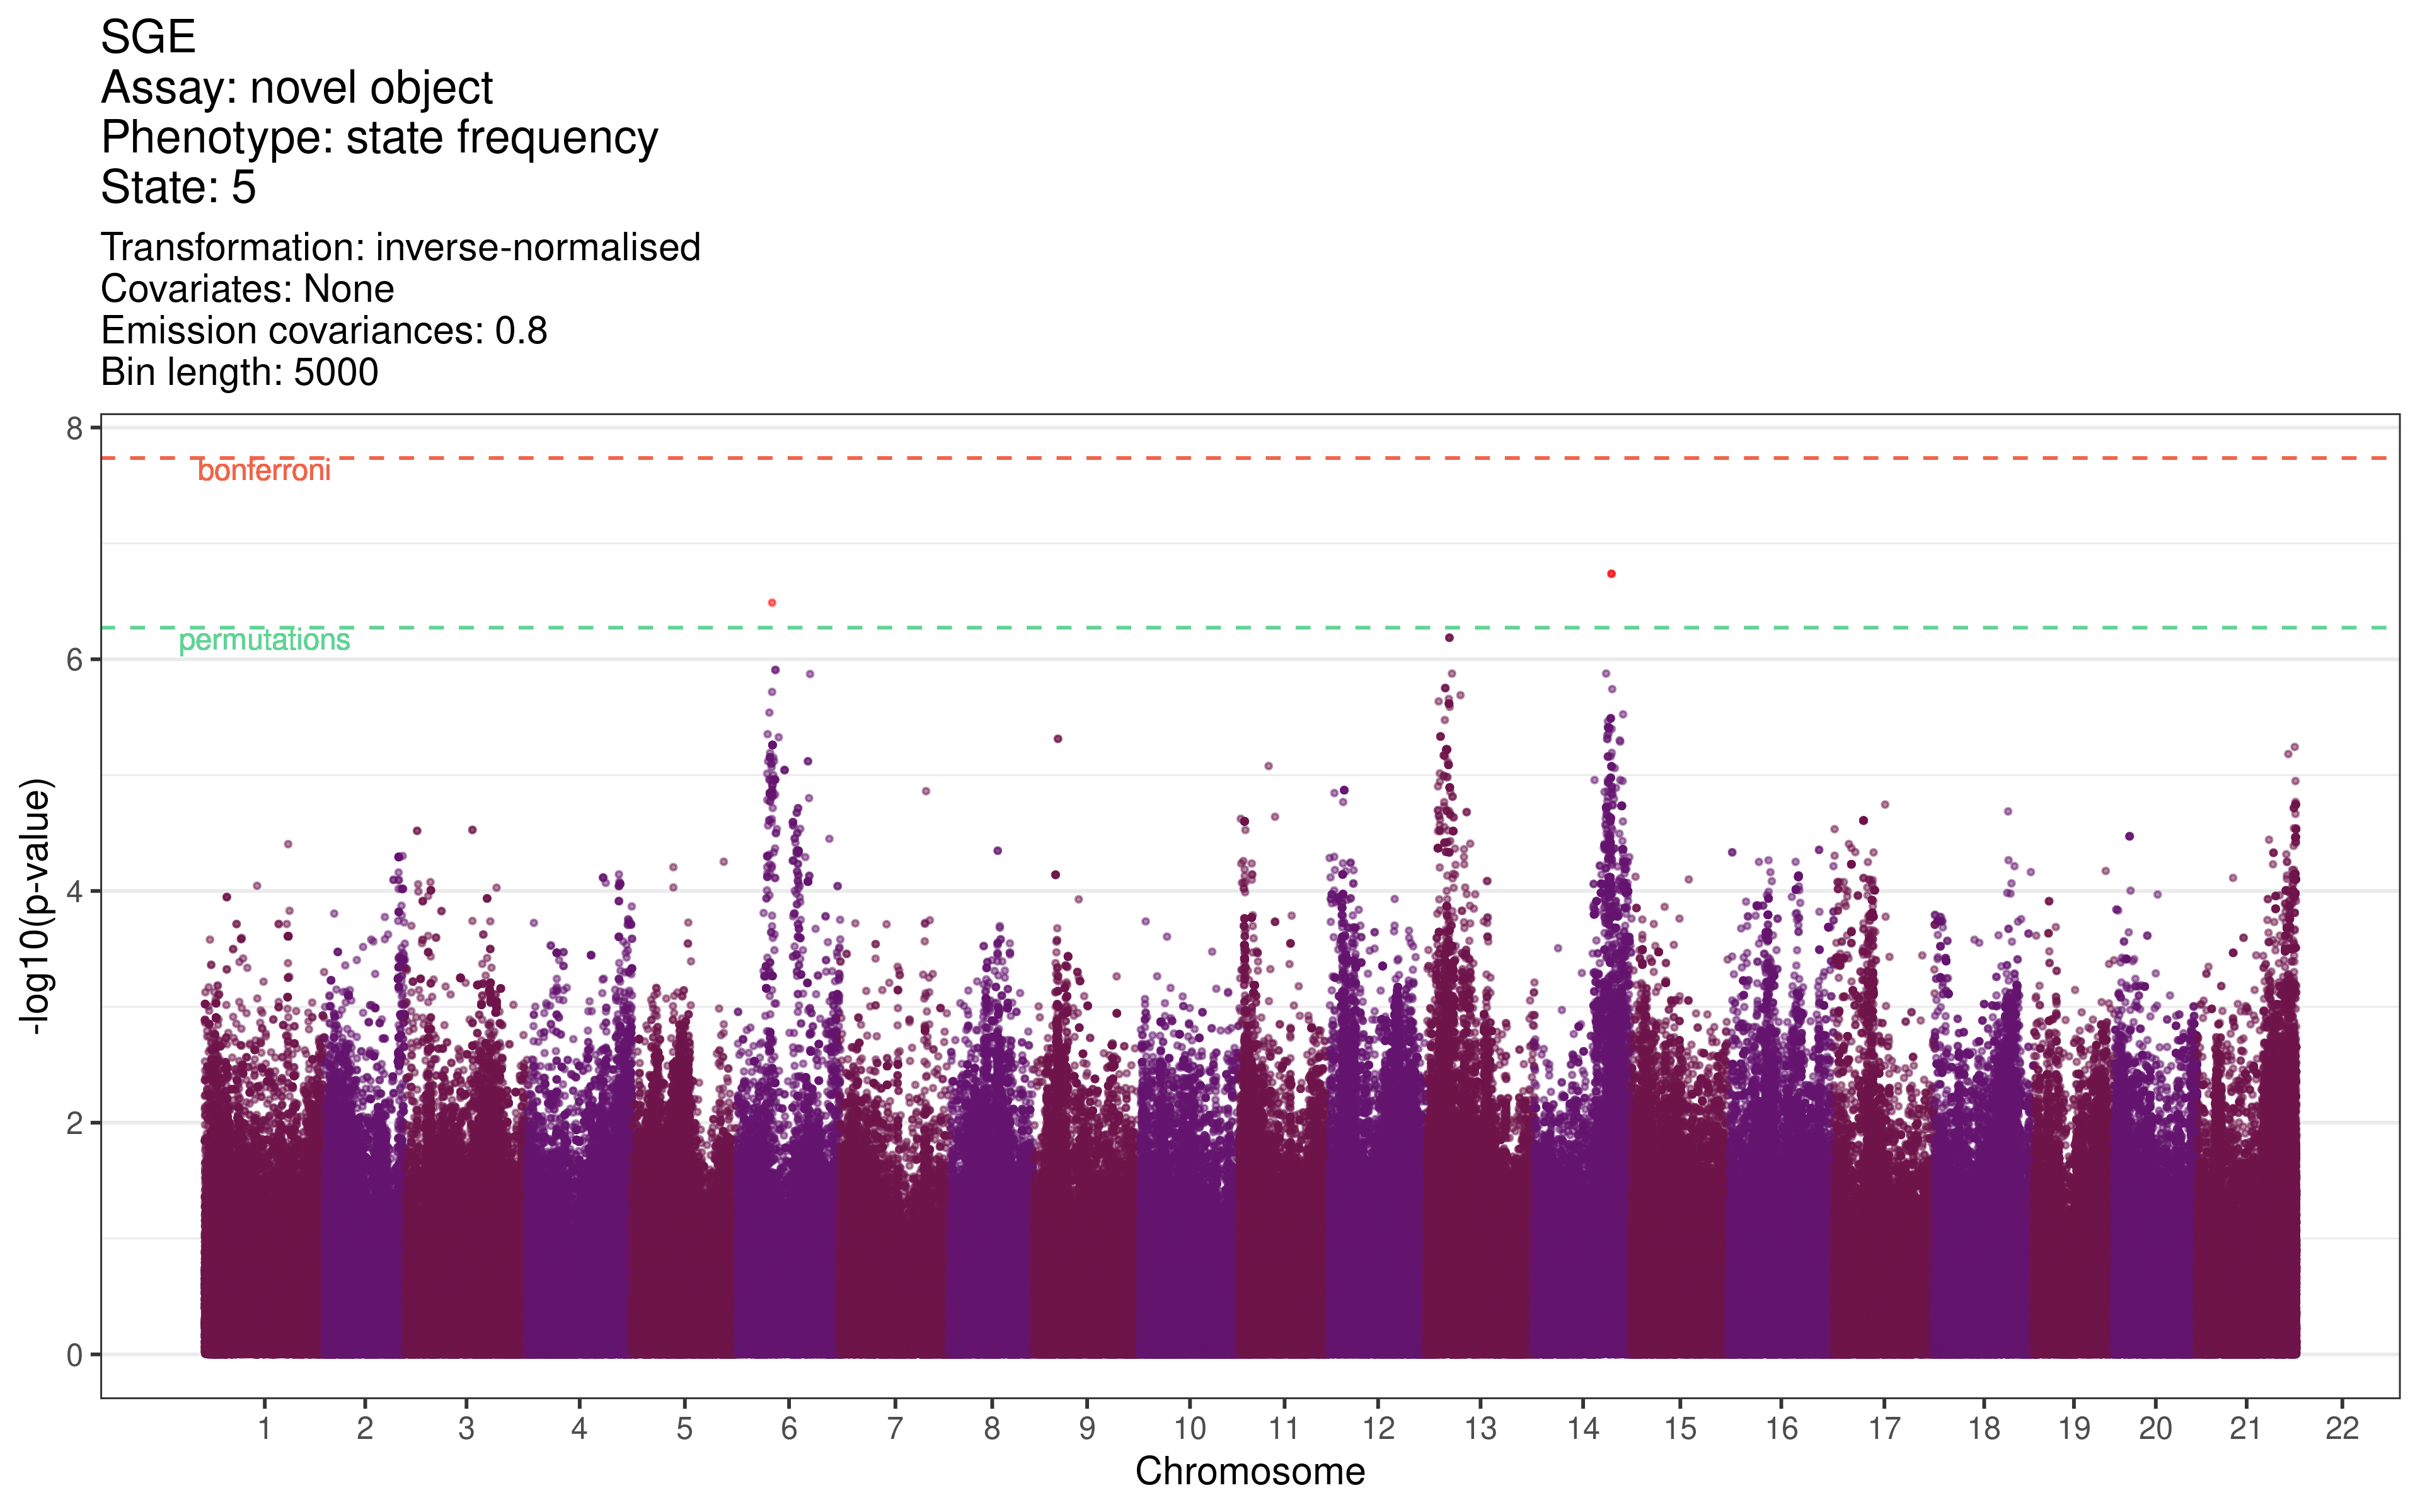 SGE
Assay: novel object
Phenotype: state frequency
State: 5
Transformation: inverse-normalised
Covariates: None
Emission covariances: 0.8
Bin length: 5000
8
bonferroni
permutations
6
4
2
0
-log10(p-value)
1 2 3 4 5 6 7 8 9 10 11 12 13 14 15 16 17 18 19 20 21 22
Chromosome